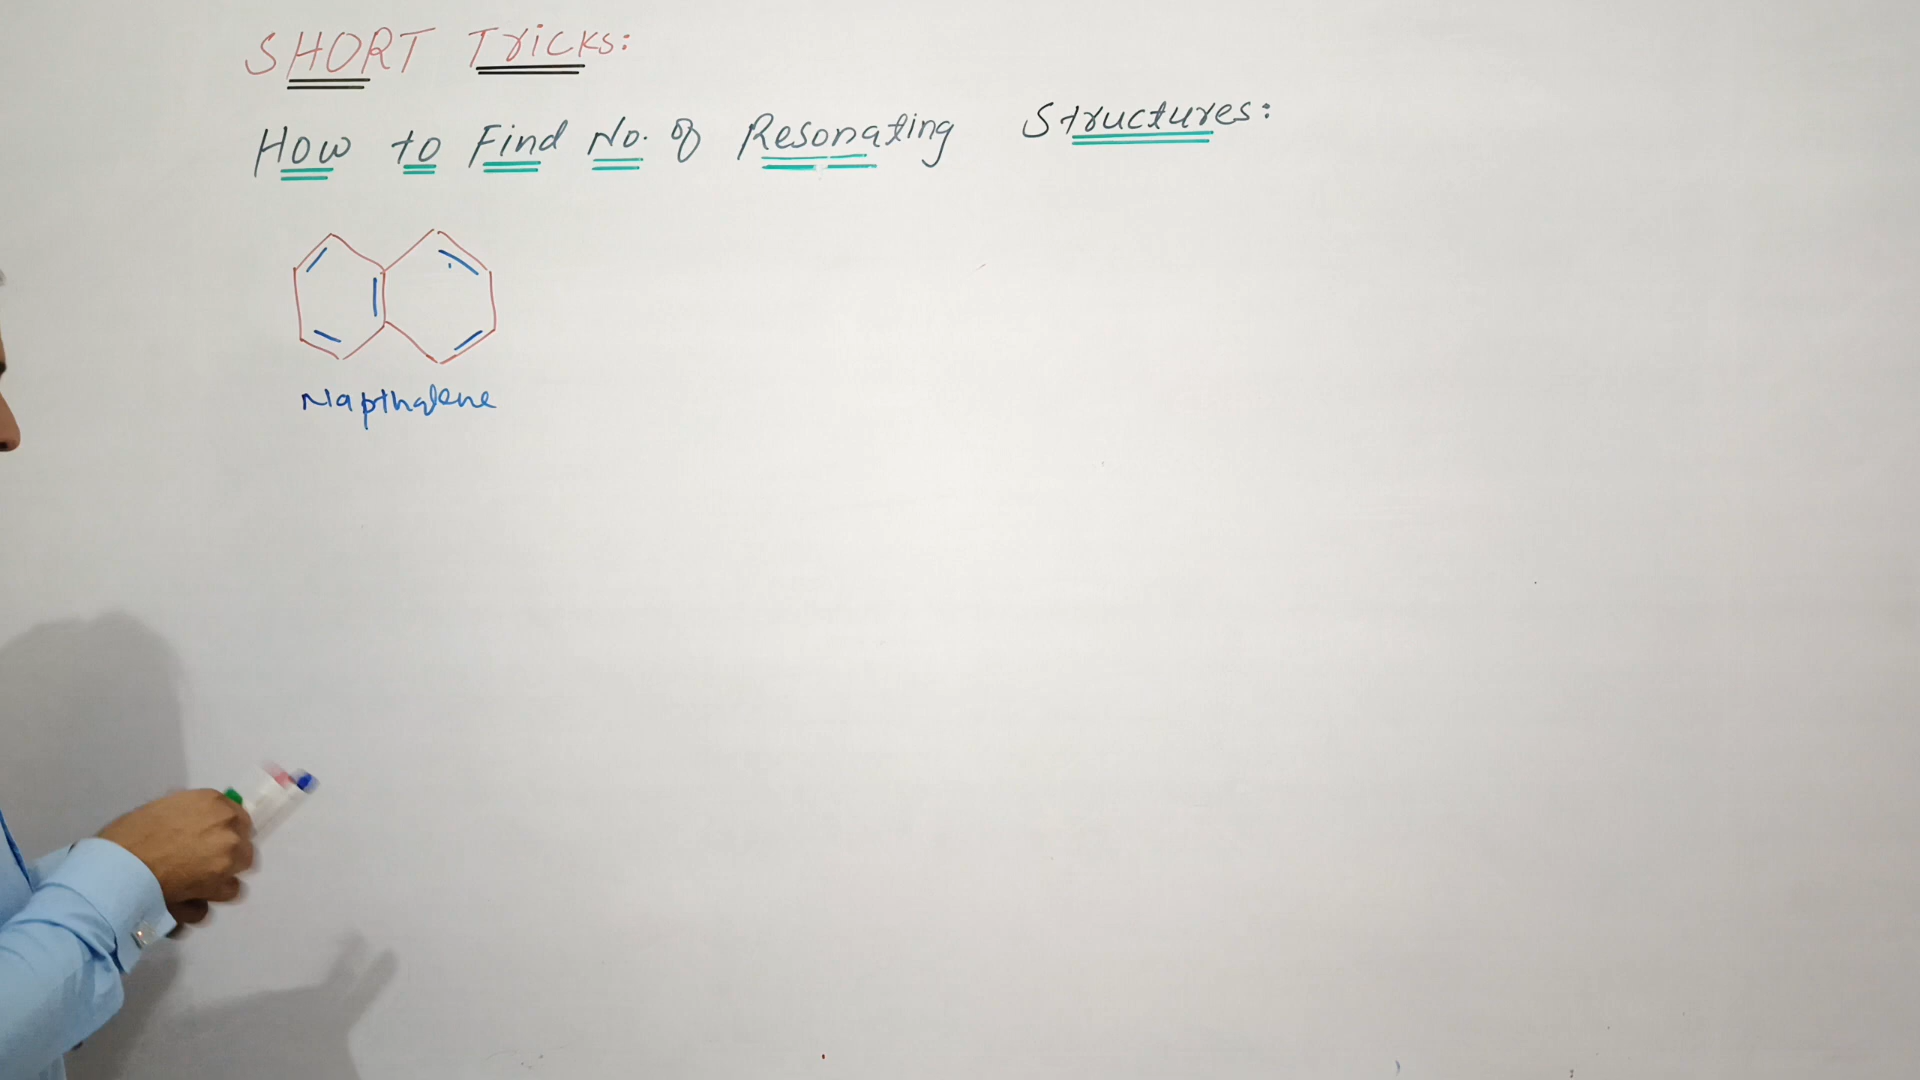 SHORT Tricks:
How to Find No. of Resonating Structures:
Napthalene